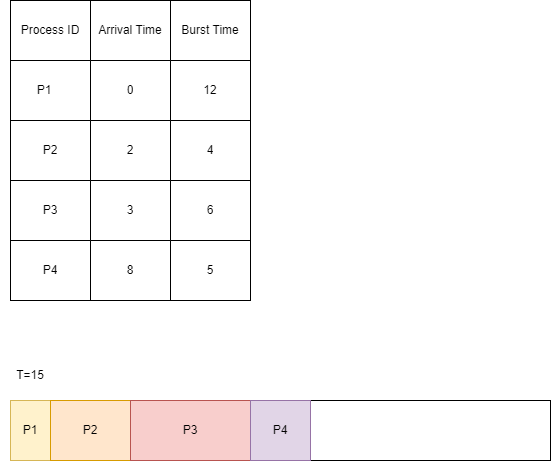 Process ID Arrival Time Burst Time
P1 0 12
P2 2 4
P3 3 6
P4 8 5
T=15
P1 P2 P3 P4